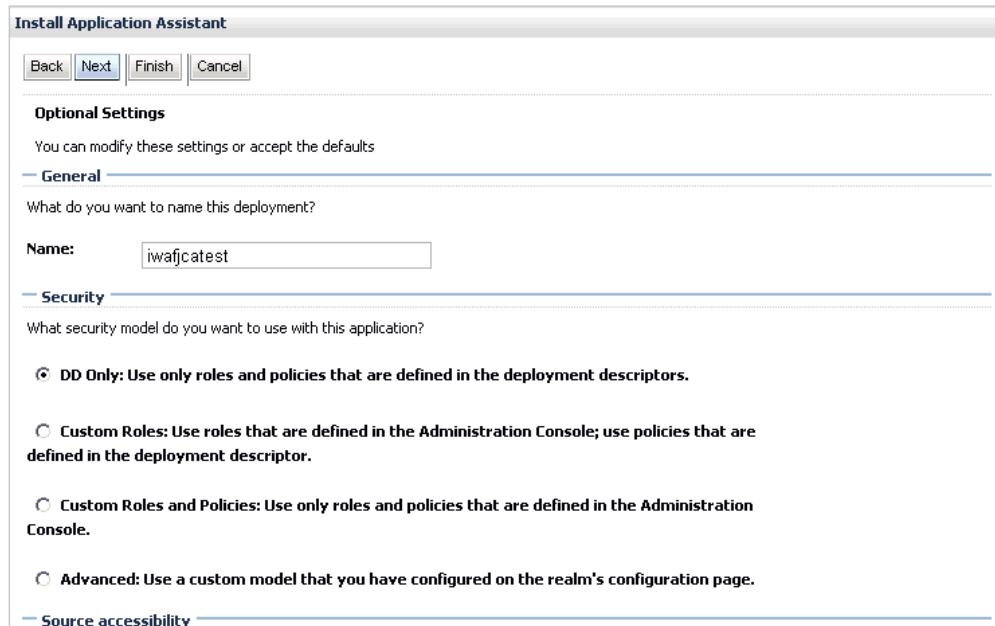 Install Application Assistant
Back Next Finish Cancel
Optional Settings
You can modify these settings or accept the defaults
General
What do you want to name this deployment?
Name: iwafjcatest
Security
What security model do you want to use with this application?
DD Only: Use only roles and policies that are defined in the deployment descriptors.
Custom Roles: Use roles that are defined in the Administration Console; use policies that are
defined in the deployment descriptor.
Custom Roles and Policies: Use only roles and policies that are defined in the Administration
Console.
Advanced: Use a custom model that you have configured on the realm's configuration page.
Source accessibility